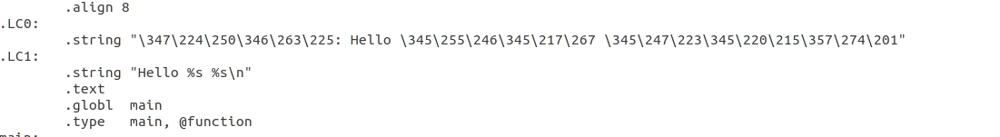 .align 8
.LC0:
.string "\347\224\250\346\263\225: Hello \345\255\246\345\217\267 \345\247\223\345\220\215\357\274\201"
.LC1:
.string "Hello %s %s\n"
.text
.globl main
.type main, @function
main: